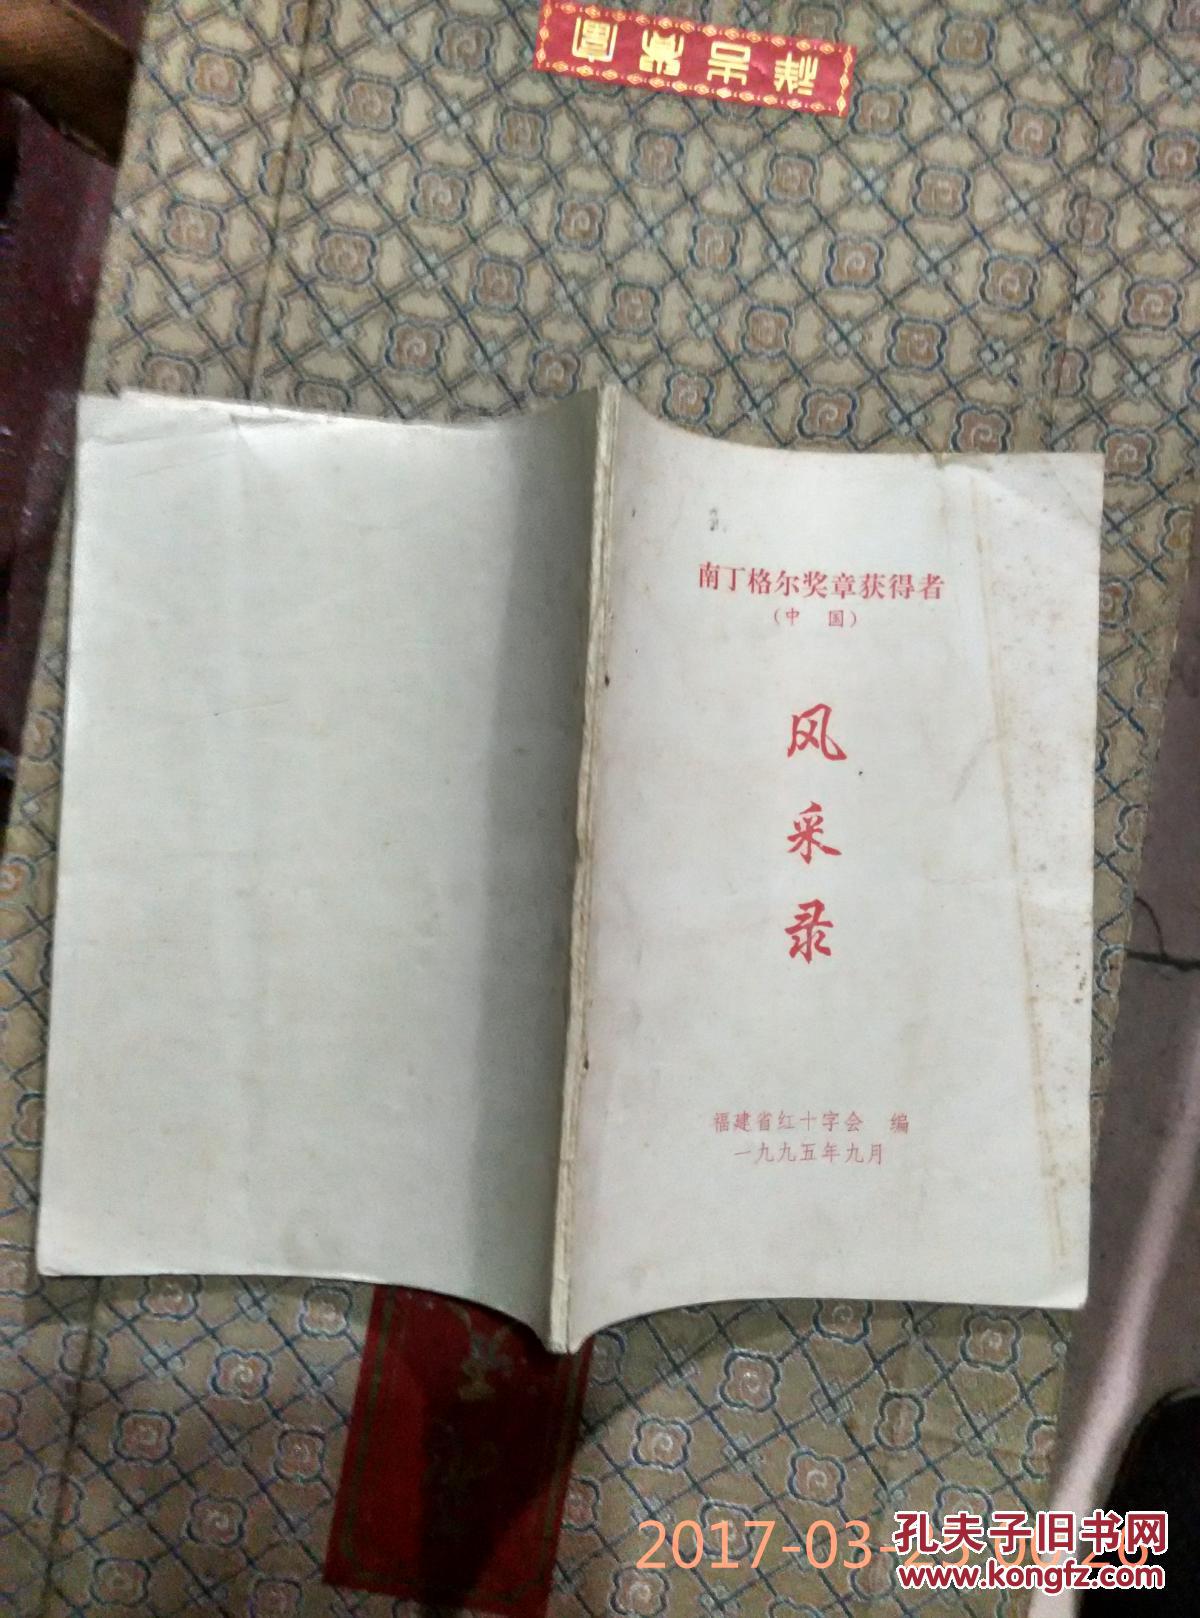 南丁格尔奖章获得者
（中 国）
风
采
录
福建省红十字会 编
一九九五年九月
孔夫子旧书网
www.kongfz.com
2017-03-